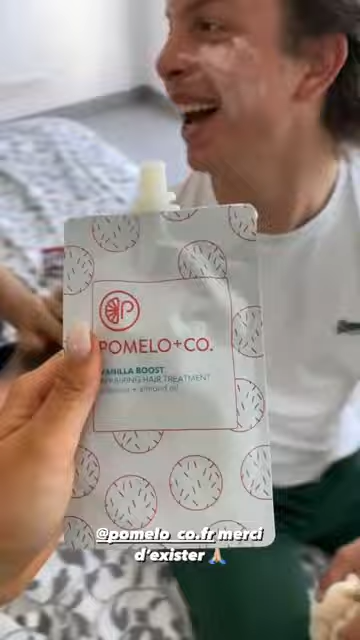 POMELO+CO.
VANILLA BOOST
REPAIRING HAIR TREATMENT
+ almond oil
@pomelo_co.fr merci
d'exister 🙏🏼